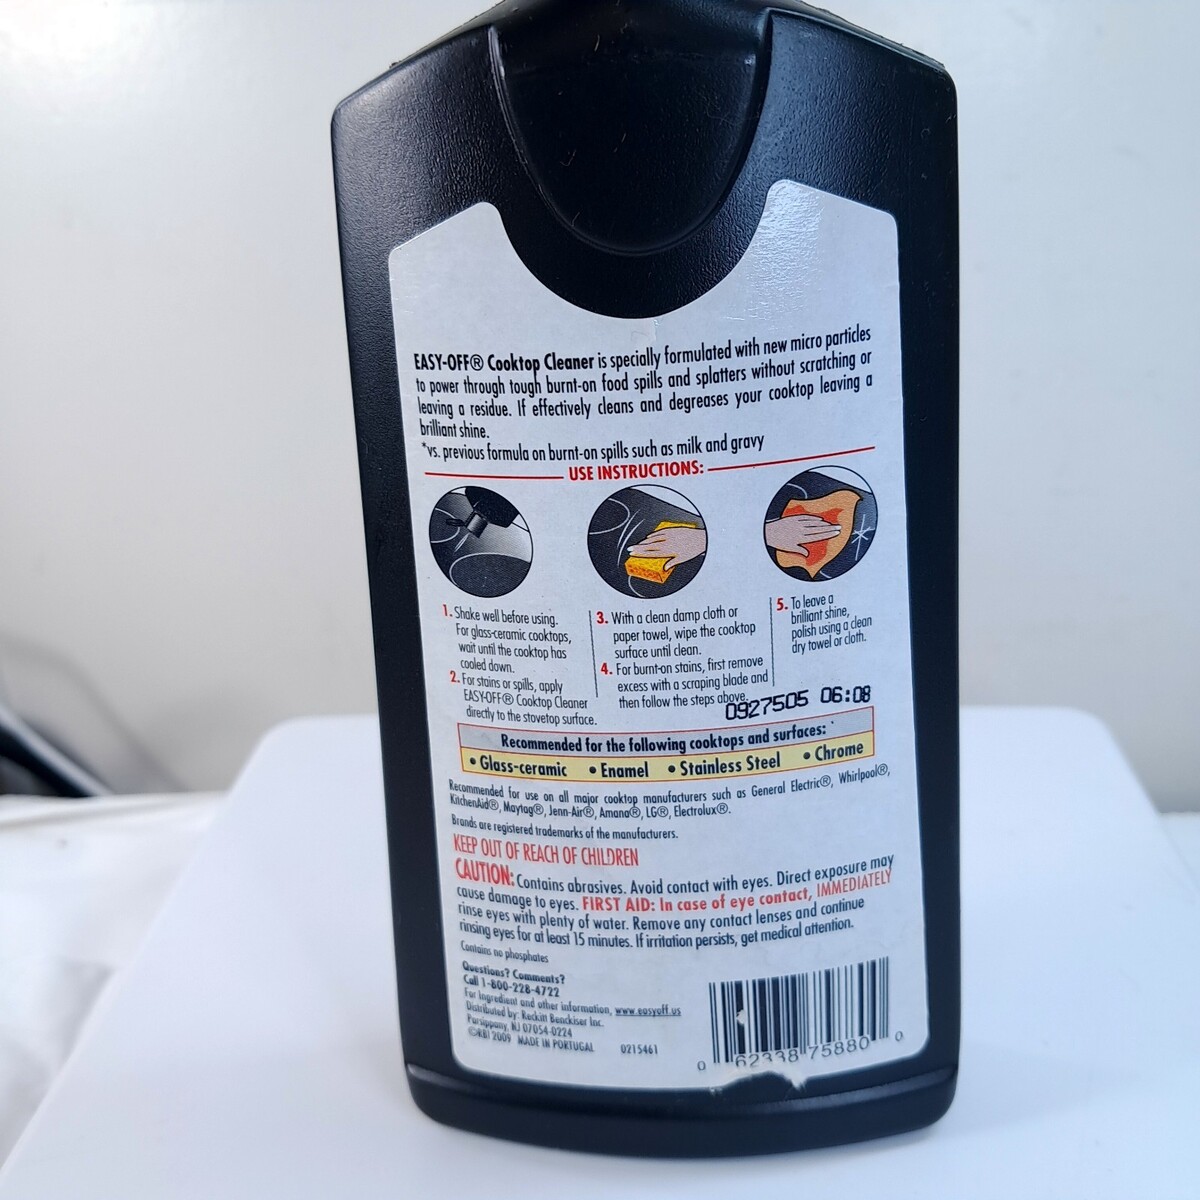 EASY-OFF® Cooktop Cleaner is specially formulated with new micro particles
to power through tough burnt-on food spills and splatters without scratching or
leaving a residue. If effectively cleans and degreases your cooktop leaving a
brilliant shine.
*vs. previous formula on burnt-on spills such as milk and gravy
USE INSTRUCTIONS:
1. Shake well before using.
For glass-ceramic cooktops,
wait until the cooktop has
cooled down.
2. For stains or spills, apply
EASY-OFF® Cooktop Cleaner
directly to the stovetop surface.
3. With a clean damp cloth or
paper towel, wipe the cooktop
surface until clean.
4. For burnt-on stains, first remove
excess with a scraping blade and
then follow the steps above.
5. To leave a
brilliant shine,
polish using a clean
dry towel or cloth.
0927505 06:08
Recommended for the following cooktops and surfaces:
• Glass-ceramic • Enamel • Stainless Steel • Chrome
Recommended for use on all major cooktop manufacturers such as General Electric®, Whirlpool®,
KitchenAid®, Maytag®, Jenn-Air®, Amana®, LG®, Electrolux®.
Brands are registered trademarks of the manufacturers.
KEEP OUT OF REACH OF CHILDREN
CAUTION: Contains abrasives. Avoid contact with eyes. Direct exposure may
cause damage to eyes. FIRST AID: In case of eye contact, IMMEDIATELY
rinse eyes with plenty of water. Remove any contact lenses and continue
rinsing eyes for at least 15 minutes. If irritation persists, get medical attention.
Contains no phosphates
Questions? Comments?
Call 1-800-228-4722
For Ingredient and other information, www.easyoff.us
Distributed by: Reckitt Benckiser Inc.
Parsippany, NJ 07054-0224
©RBI 2009 MADE IN PORTUGAL 0215461
0 62338 75880 0